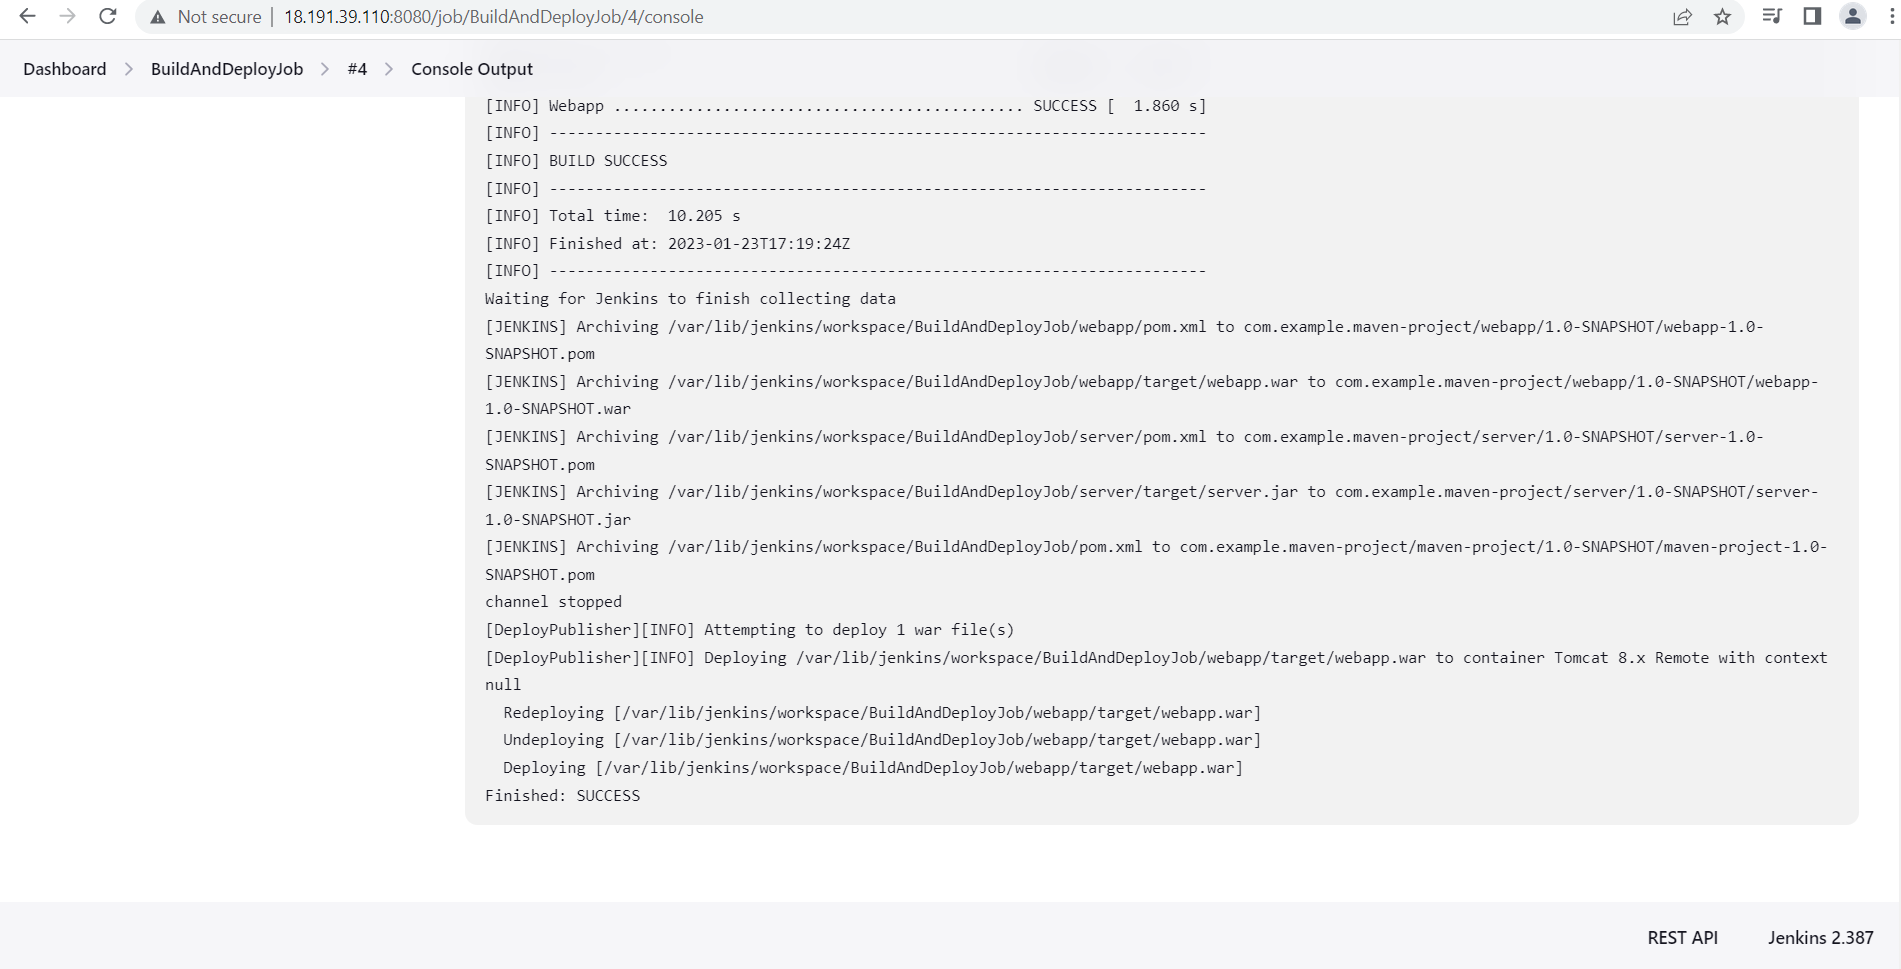 Not secure | 18.191.39.110:8080/job/BuildAndDeployJob/4/console
Dashboard > BuildAndDeployJob > #4 > Console Output
[INFO] Webapp ............................................. SUCCESS [  1.860 s]
[INFO] ------------------------------------------------------------------------
[INFO] BUILD SUCCESS
[INFO] ------------------------------------------------------------------------
[INFO] Total time:  10.205 s
[INFO] Finished at: 2023-01-23T17:19:24Z
[INFO] ------------------------------------------------------------------------
Waiting for Jenkins to finish collecting data
[JENKINS] Archiving /var/lib/jenkins/workspace/BuildAndDeployJob/webapp/pom.xml to com.example.maven-project/webapp/1.0-SNAPSHOT/webapp-1.0-
SNAPSHOT.pom
[JENKINS] Archiving /var/lib/jenkins/workspace/BuildAndDeployJob/webapp/target/webapp.war to com.example.maven-project/webapp/1.0-SNAPSHOT/webapp-
1.0-SNAPSHOT.war
[JENKINS] Archiving /var/lib/jenkins/workspace/BuildAndDeployJob/server/pom.xml to com.example.maven-project/server/1.0-SNAPSHOT/server-1.0-
SNAPSHOT.pom
[JENKINS] Archiving /var/lib/jenkins/workspace/BuildAndDeployJob/server/target/server.jar to com.example.maven-project/server/1.0-SNAPSHOT/server-
1.0-SNAPSHOT.jar
[JENKINS] Archiving /var/lib/jenkins/workspace/BuildAndDeployJob/pom.xml to com.example.maven-project/maven-project/1.0-SNAPSHOT/maven-project-1.0-
SNAPSHOT.pom
channel stopped
[DeployPublisher][INFO] Attempting to deploy 1 war file(s)
[DeployPublisher][INFO] Deploying /var/lib/jenkins/workspace/BuildAndDeployJob/webapp/target/webapp.war to container Tomcat 8.x Remote with context
null
  Redeploying [/var/lib/jenkins/workspace/BuildAndDeployJob/webapp/target/webapp.war]
  Undeploying [/var/lib/jenkins/workspace/BuildAndDeployJob/webapp/target/webapp.war]
  Deploying [/var/lib/jenkins/workspace/BuildAndDeployJob/webapp/target/webapp.war]
Finished: SUCCESS
REST API Jenkins 2.387